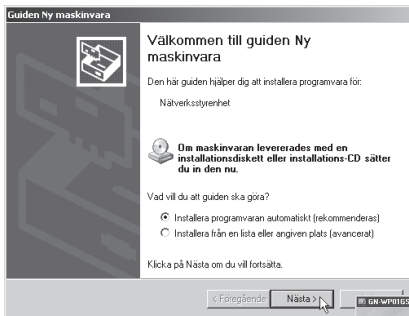 Guiden Ny maskinvara
Välkommen till guiden Ny
maskinvara
Den här guiden hjälper dig att installera programvara för:
Nätverksstyrenhet
Om maskinvaran levererades med en
installationsdiskett eller installations-CD sätter
du in den nu.
Vad vill du att guiden ska göra?
Installera programvaran automatiskt (rekommenderas)
Installera från en lista eller angiven plats (avancerat)
Klicka på Nästa om du vill fortsätta.
< Föregående
Nästa >
GN-WP01GS